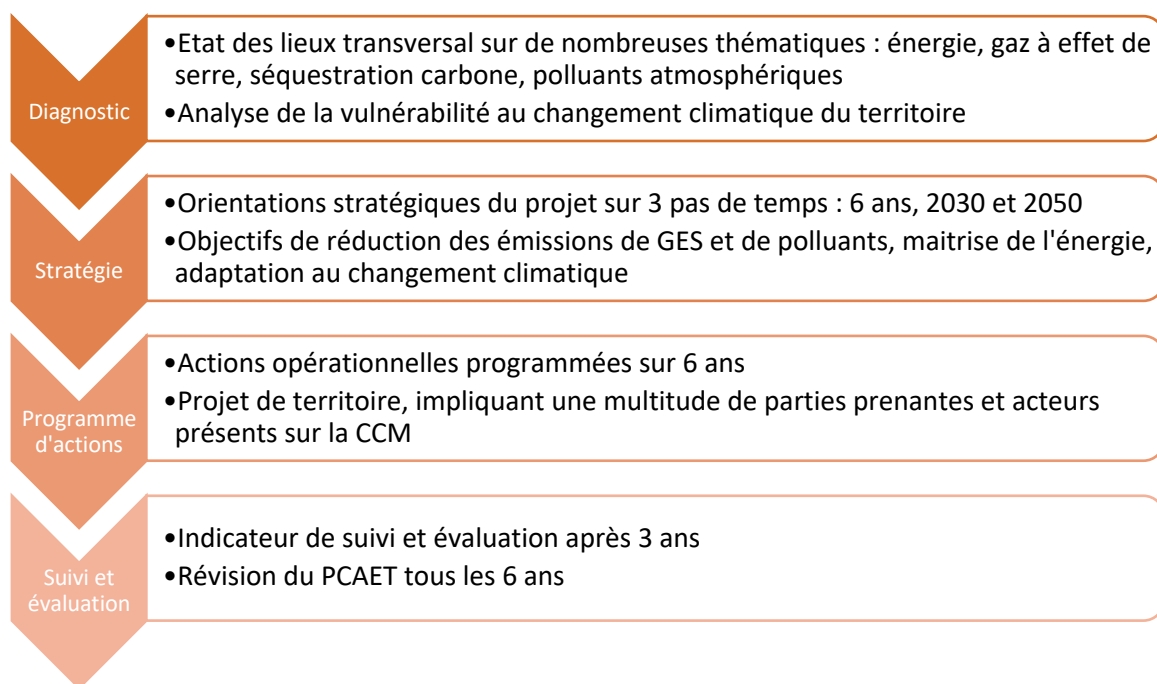 Diagnostic
•Etat des lieux transversal sur de nombreuses thématiques : énergie, gaz à effet de
serre, séquestration carbone, polluants atmosphériques
•Analyse de la vulnérabilité au changement climatique du territoire
Stratégie
•Orientations stratégiques du projet sur 3 pas de temps : 6 ans, 2030 et 2050
•Objectifs de réduction des émissions de GES et de polluants, maitrise de l'énergie,
adaptation au changement climatique
Programme
d'actions
•Actions opérationnelles programmées sur 6 ans
•Projet de territoire, impliquant une multitude de parties prenantes et acteurs
présents sur la CCM
Suivi et
évaluation
•Indicateur de suivi et évaluation après 3 ans
•Révision du PCAET tous les 6 ans